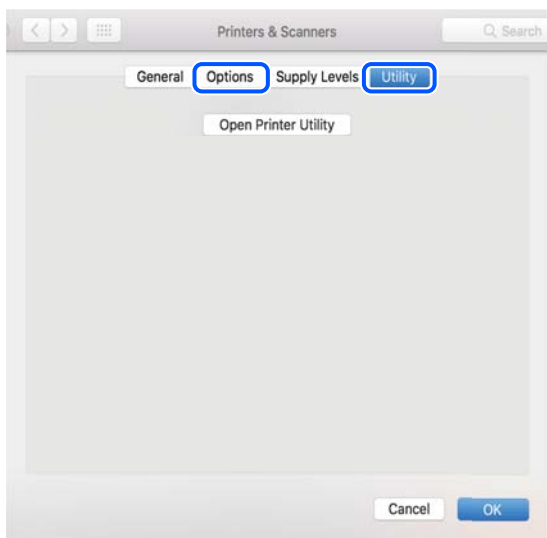 Printers & Scanners Search
General Options Supply Levels Utility
Open Printer Utility
Cancel OK